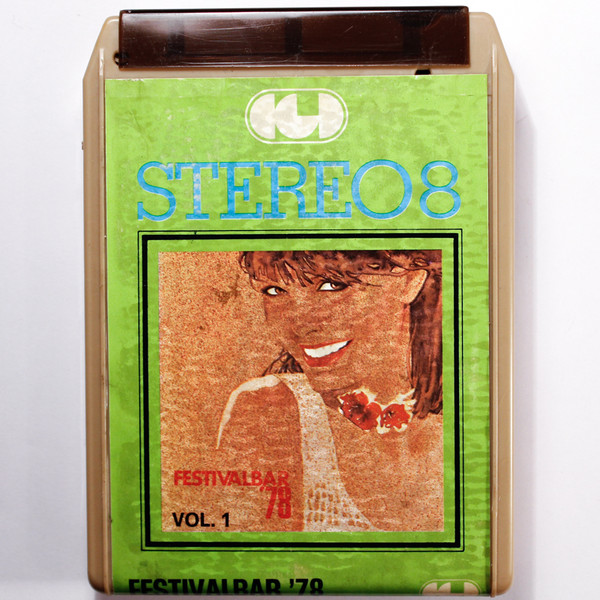 STEREO 8
FESTIVALBAR
'78
VOL. 1
FESTIVALBAR '78